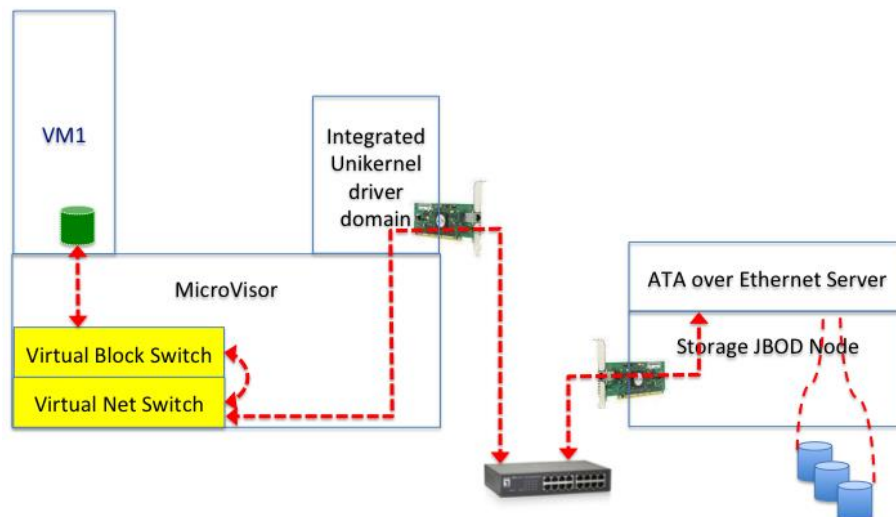 VM1
Integrated
Unikernel
driver
domain
MicroVisor
Virtual Block Switch
Virtual Net Switch
ATA over Ethernet Server
Storage JBOD Node